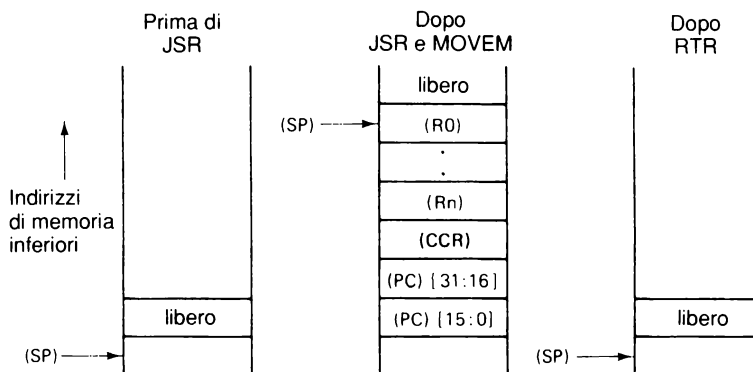 Prima di
JSR
Dopo
JSR e MOVEM
Dopo
RTR
libero
(SP)
(R0)
.
.
(Rn)
(CCR)
(PC) [31:16]
(PC) [15:0]
Indirizzi
di memoria
inferiori
libero
(SP)
libero
(SP)